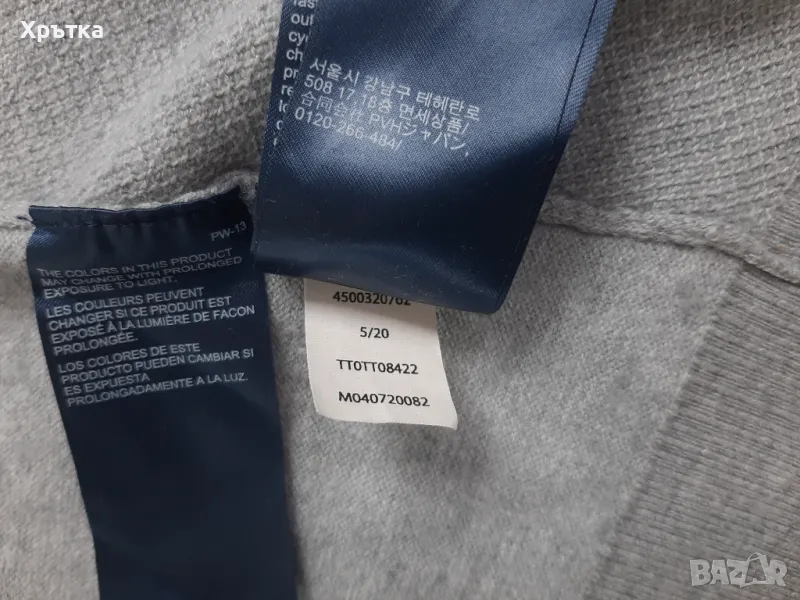 Хрътка
서울시 강남구 테헤란로
508 17,18층 면세상품/
合同会社 PVHジャパン,
0120-266-484/
PW-13
THE COLORS IN THIS PRODUCT
MAY CHANGE WITH PROLONGED
EXPOSURE TO LIGHT.
LES COULEURS PEUVENT
CHANGER SI CE PRODUIT EST
EXPOSÉ À LA LUMIÈRE DE FACON
PROLONGÉE.
LOS COLORES DE ESTE
PRODUCTO PUEDEN CAMBIAR SI
ES EXPUESTA
PROLONGADAMENTE A LA LUZ.
4500320762
5/20
TT0TT08422
M040720082
BAZAR